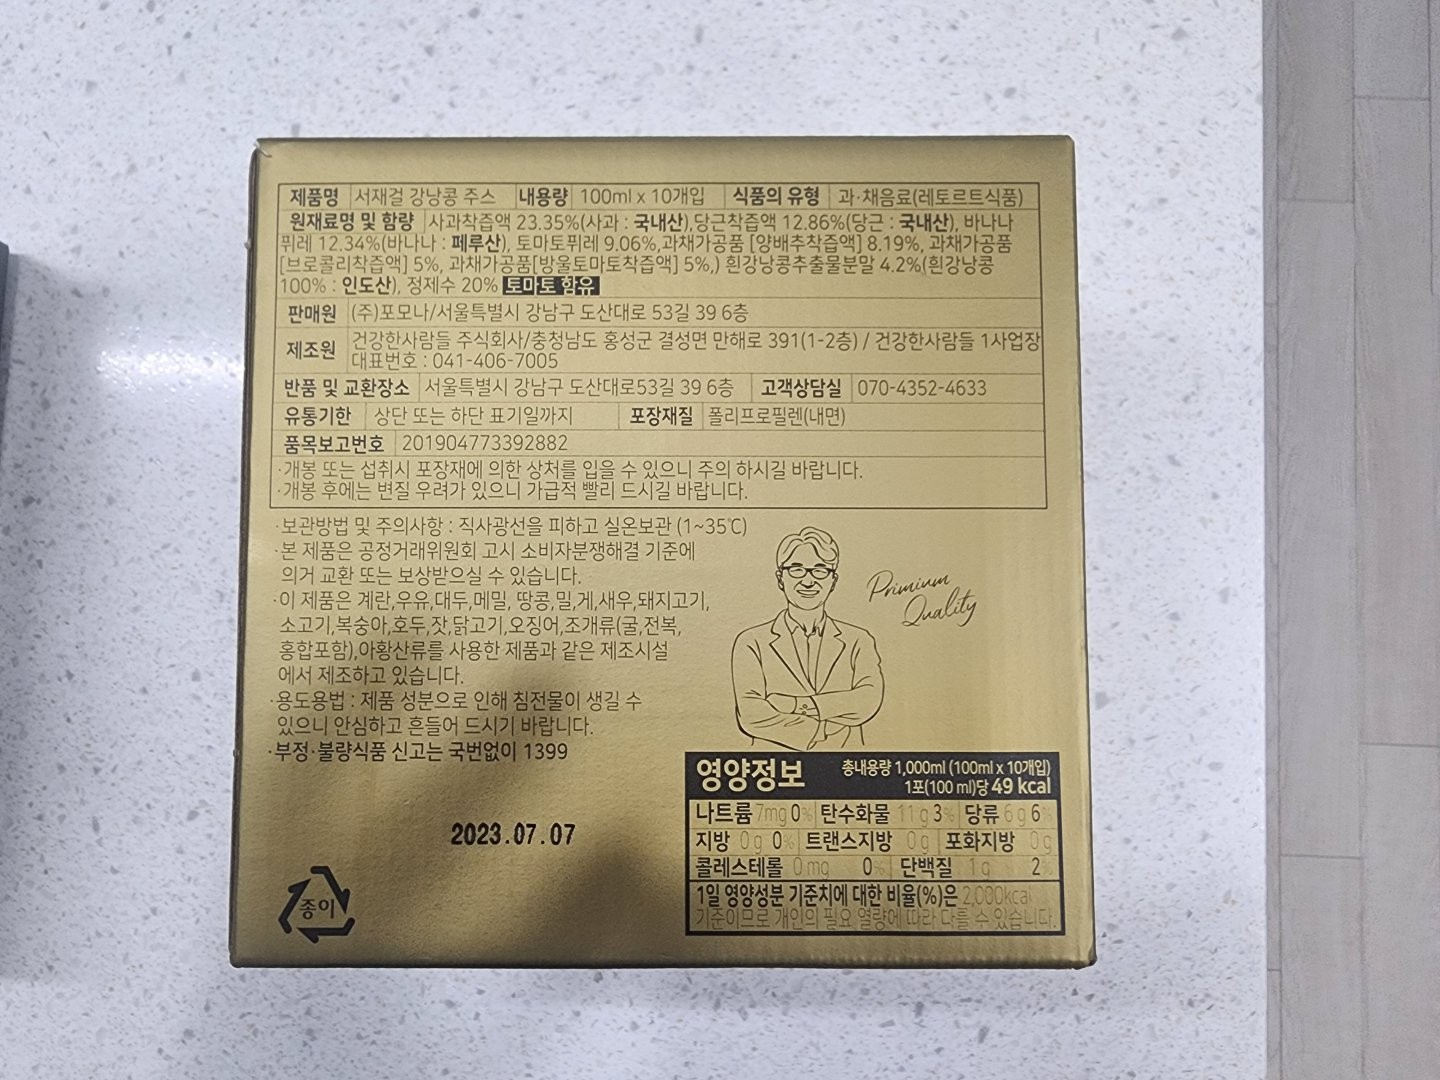 제품명 서재걸 강낭콩 주스 내용량 100ml x 10개입 식품의 유형 과·채음료(레토르트식품)
원재료명 및 함량 사과착즙액 23.35%(사과 : 국내산),당근착즙액 12.86%(당근 : 국내산), 바나나
퓌레 12.34%(바나나 : 페루산), 토마토퓌레 9.06%,과채가공품 [양배추착즙액] 8.19%, 과채가공품
[브로콜리착즙액] 5%, 과채가공품[방울토마토착즙액] 5%,) 흰강낭콩추출물분말 4.2%(흰강낭콩
100% : 인도산), 정제수 20% 토마토 함유
판매원 (주)포모나/서울특별시 강남구 도산대로 53길 39 6층
제조원 건강한사람들 주식회사/충청남도 홍성군 결성면 만해로 391(1-2층) / 건강한사람들 1사업장
대표번호 : 041-406-7005
반품 및 교환장소 서울특별시 강남구 도산대로53길 39 6층 고객상담실 070-4352-4633
유통기한 상단 또는 하단 표기일까지 포장재질 폴리프로필렌(내면)
품목보고번호 201904773392882
·개봉 또는 섭취시 포장재에 의한 상처를 입을 수 있으니 주의 하시길 바랍니다.
·개봉 후에는 변질 우려가 있으니 가급적 빨리 드시길 바랍니다.
·보관방법 및 주의사항 : 직사광선을 피하고 실온보관 (1~35℃)
·본 제품은 공정거래위원회 고시 소비자분쟁해결 기준에
의거 교환 또는 보상받으실 수 있습니다.
·이 제품은 계란,우유,대두,메밀, 땅콩,밀,게,새우,돼지고기,
소고기,복숭아,호두,잣,닭고기,오징어,조개류(굴,전복,
홍합포함),아황산류를 사용한 제품과 같은 제조시설
에서 제조하고 있습니다.
·용도용법 : 제품 성분으로 인해 침전물이 생길 수
있으니 안심하고 흔들어 드시기 바랍니다.
·부정·불량식품 신고는 국번없이 1399
Primium
Quality
2023.07.07
종이
영양정보 총내용량 1,000ml (100ml x 10개입)
1포(100 ml)당 49 kcal
나트륨 7mg 0% 탄수화물 11g 3% 당류 6g 6%
지방 0g 0% 트랜스지방 0g 포화지방 0g
콜레스테롤 0mg 0% 단백질 1g 2%
1일 영양성분 기준치에 대한 비율(%)은 2,000kcal
기준이므로 개인의 필요 열량에 따라 다를 수 있습니다.